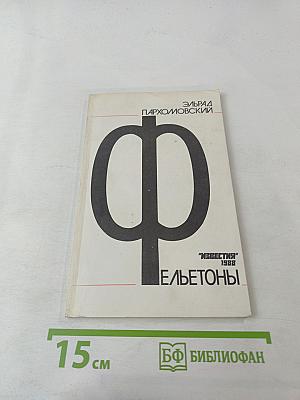 ЭЛЬРАД
ПАРХОМОВСКИЙ
"ИЗВЕСТИЯ"
1988
ФЕЛЬЕТОНЫ
15 см
БФ БИБЛИОФАН